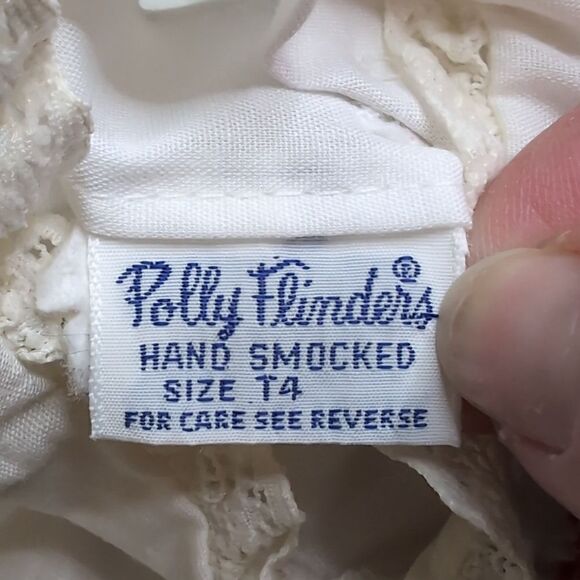 Polly Flinders®
HAND SMOCKED
SIZE T4
FOR CARE SEE REVERSE